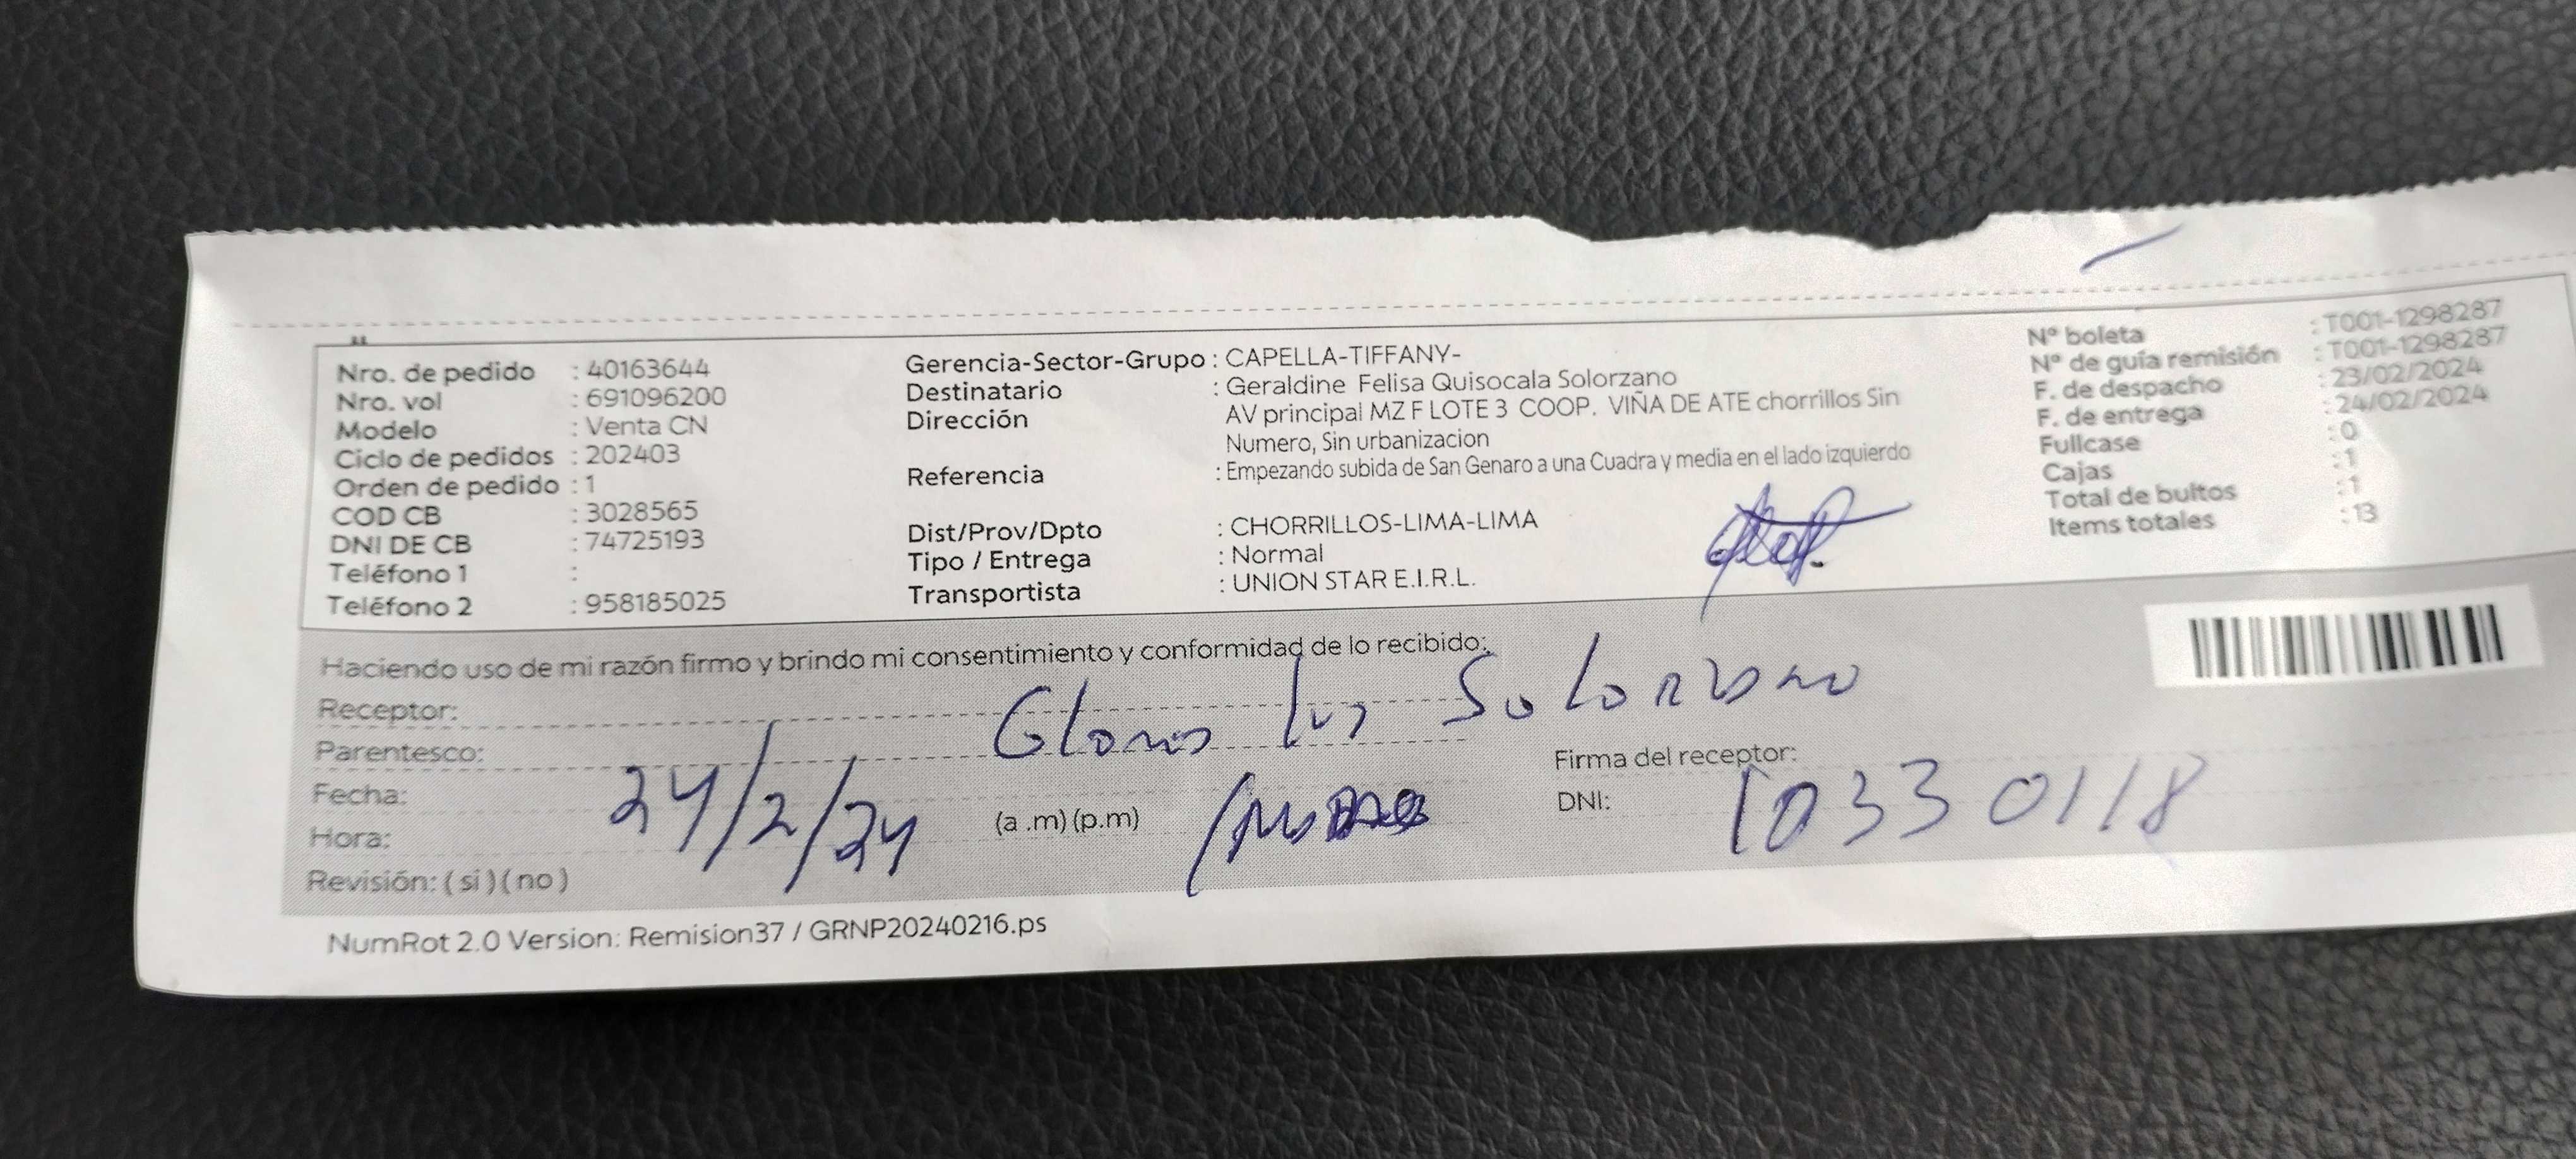 Nro. de pedido : 40163644
Nro. vol : 691096200
Modelo : Venta CN
Ciclo de pedidos : 202403
Orden de pedido : 1
COD CB : 3028565
DNI DE CB : 74725193
Teléfono 1 :
Teléfono 2 : 958185025
Gerencia-Sector-Grupo : CAPELLA-TIFFANY-
Destinatario : Geraldine Felisa Quisocala Solorzano
Dirección AV principal MZ F LOTE 3 COOP. VIÑA DE ATE chorrillos Sin
Numero, Sin urbanizacion
Referencia : Empezando subida de San Genaro a una Cuadra y media en el lado izquierdo
Dist/Prov/Dpto : CHORRILLOS-LIMA-LIMA
Tipo / Entrega : Normal
Transportista : UNION STAR E.I.R.L.
Nº boleta : T001-1298287
Nº de guía remisión : T001-1298287
F. de despacho : 23/02/2024
F. de entrega : 24/02/2024
Fullcase : 0
Cajas : 1
Total de bultos : 1
Items totales : 13
Haciendo uso de mi razón firmo y brindo mi consentimiento y conformidad de lo recibido:
Receptor: Solorzano
Parentesco:
Fecha: 24/2/24
Hora: (a .m) (p.m)
Revisión: ( si ) ( no )
Firma del receptor:
DNI: 10330118
NumRot 2.0 Version: Remision37 / GRNP20240216.ps